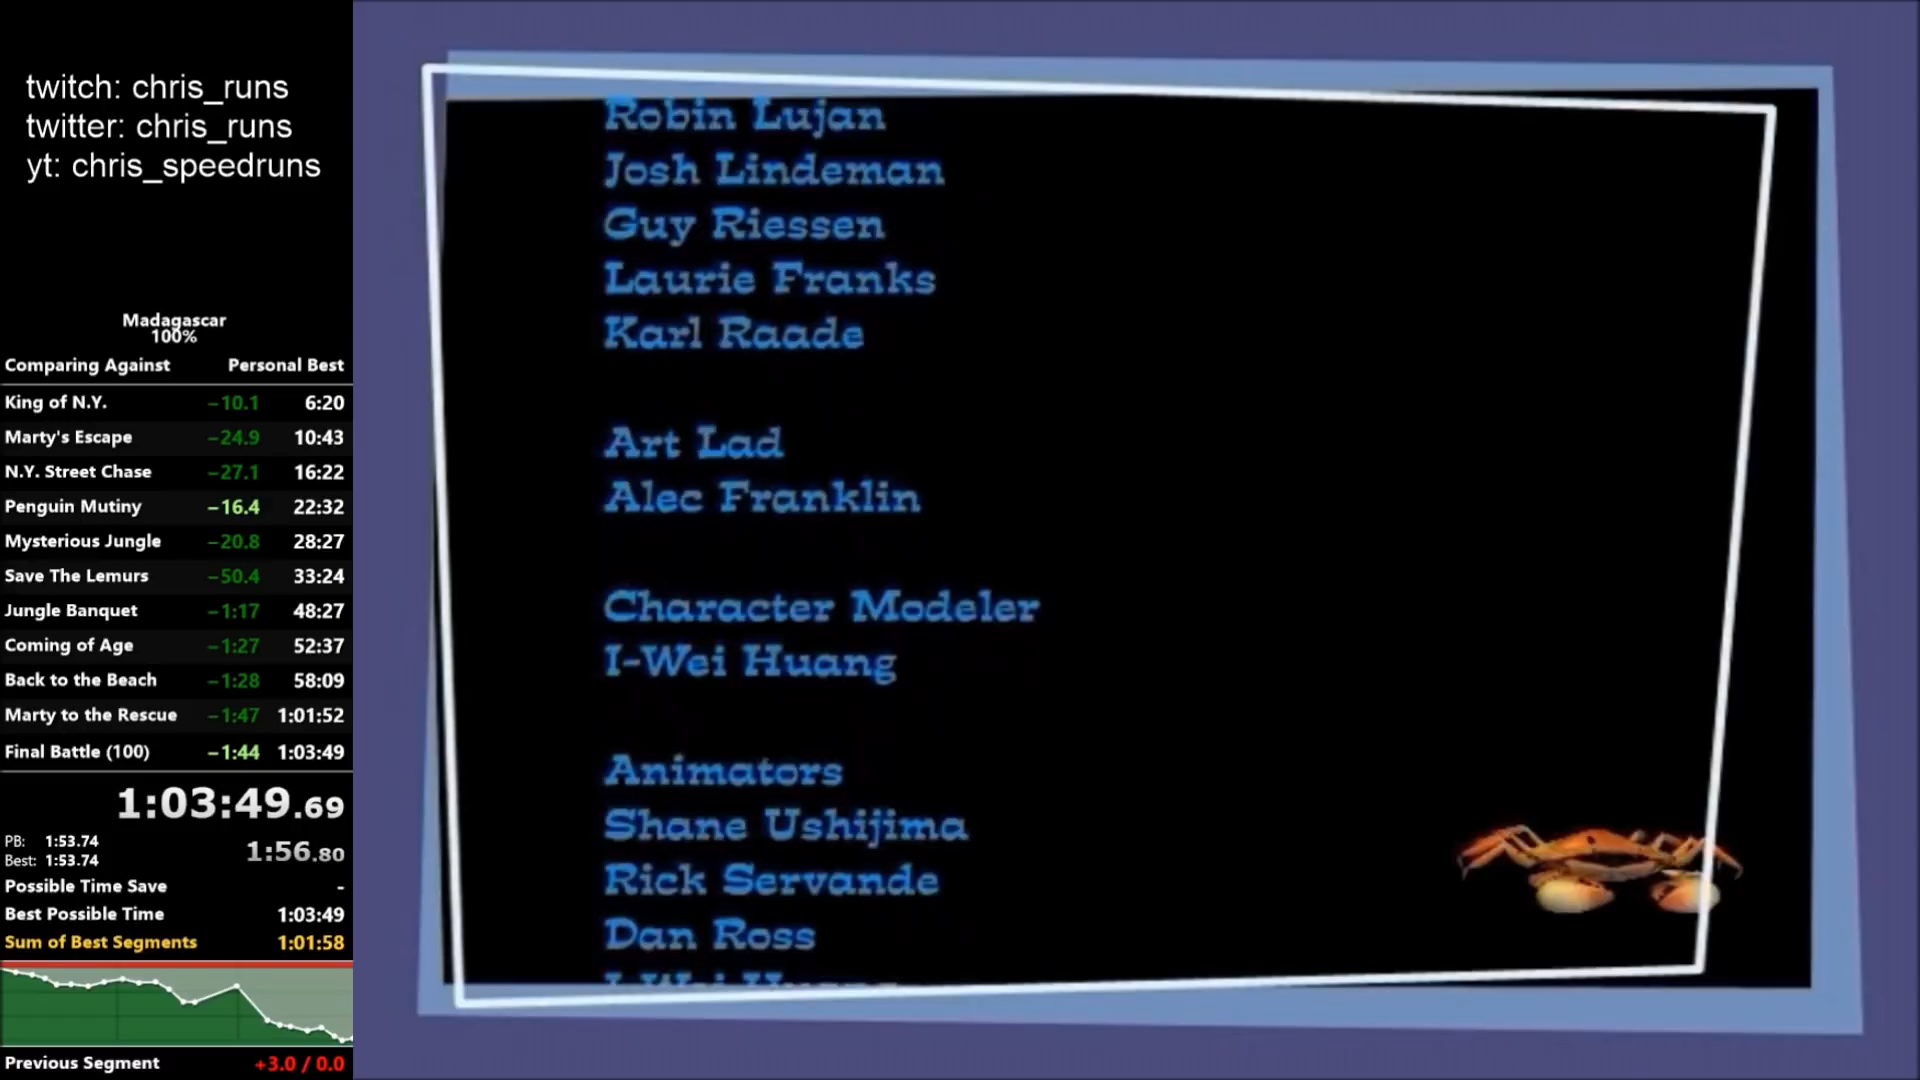 twitch: chris_runs
twitter: chris_runs
yt: chris_speedruns
Madagascar
100%
Comparing Against Personal Best
King of N.Y. −10.1 6:20
Marty's Escape −24.9 10:43
N.Y. Street Chase −27.1 16:22
Penguin Mutiny −16.4 22:32
Mysterious Jungle −20.8 28:27
Save The Lemurs −50.4 33:24
Jungle Banquet −1:17 48:27
Coming of Age −1:27 52:37
Back to the Beach −1:28 58:09
Marty to the Rescue −1:47 1:01:52
Final Battle (100) −1:44 1:03:49
1:03:49.69
PB: 1:53.74
Best: 1:53.74
1:56.80
Possible Time Save -
Best Possible Time 1:03:49
Sum of Best Segments 1:01:58
Previous Segment +3.0 / 0.0
Robin Lujan
Josh Lindeman
Guy Riessen
Laurie Franks
Karl Raade
Art Lad
Alec Franklin
Character Modeler
I-Wei Huang
Animators
Shane Ushijima
Rick Servande
Dan Ross
I-Wei Huang